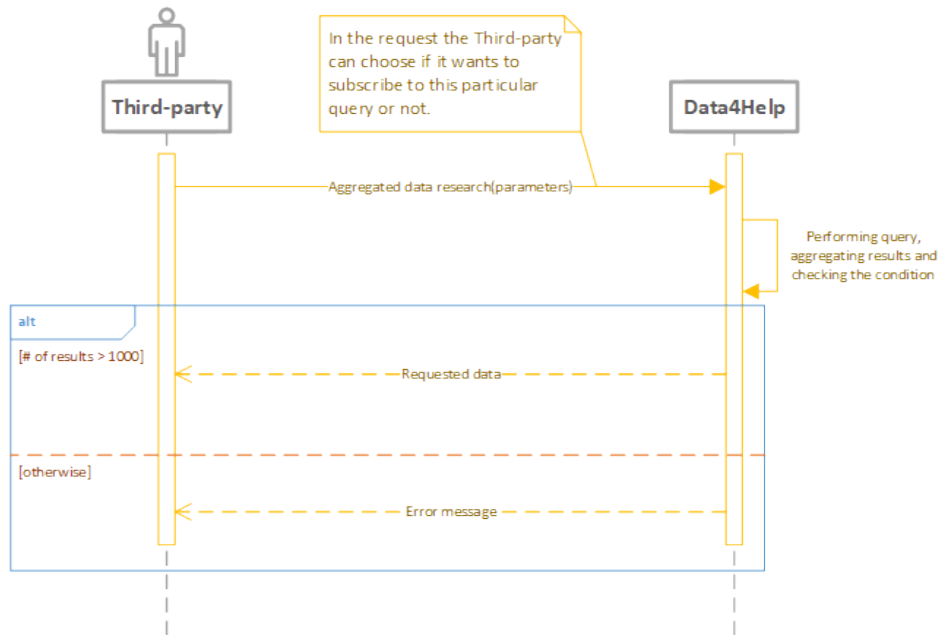 In the request the Third-party
can choose if it wants to
subscribe to this particular
query or not.
Third-party
Data4Help
Aggregated data research(parameters)
Performing query,
aggregating results and
checking the condition
alt
[# of results > 1000]
Requested data
[otherwise]
Error message